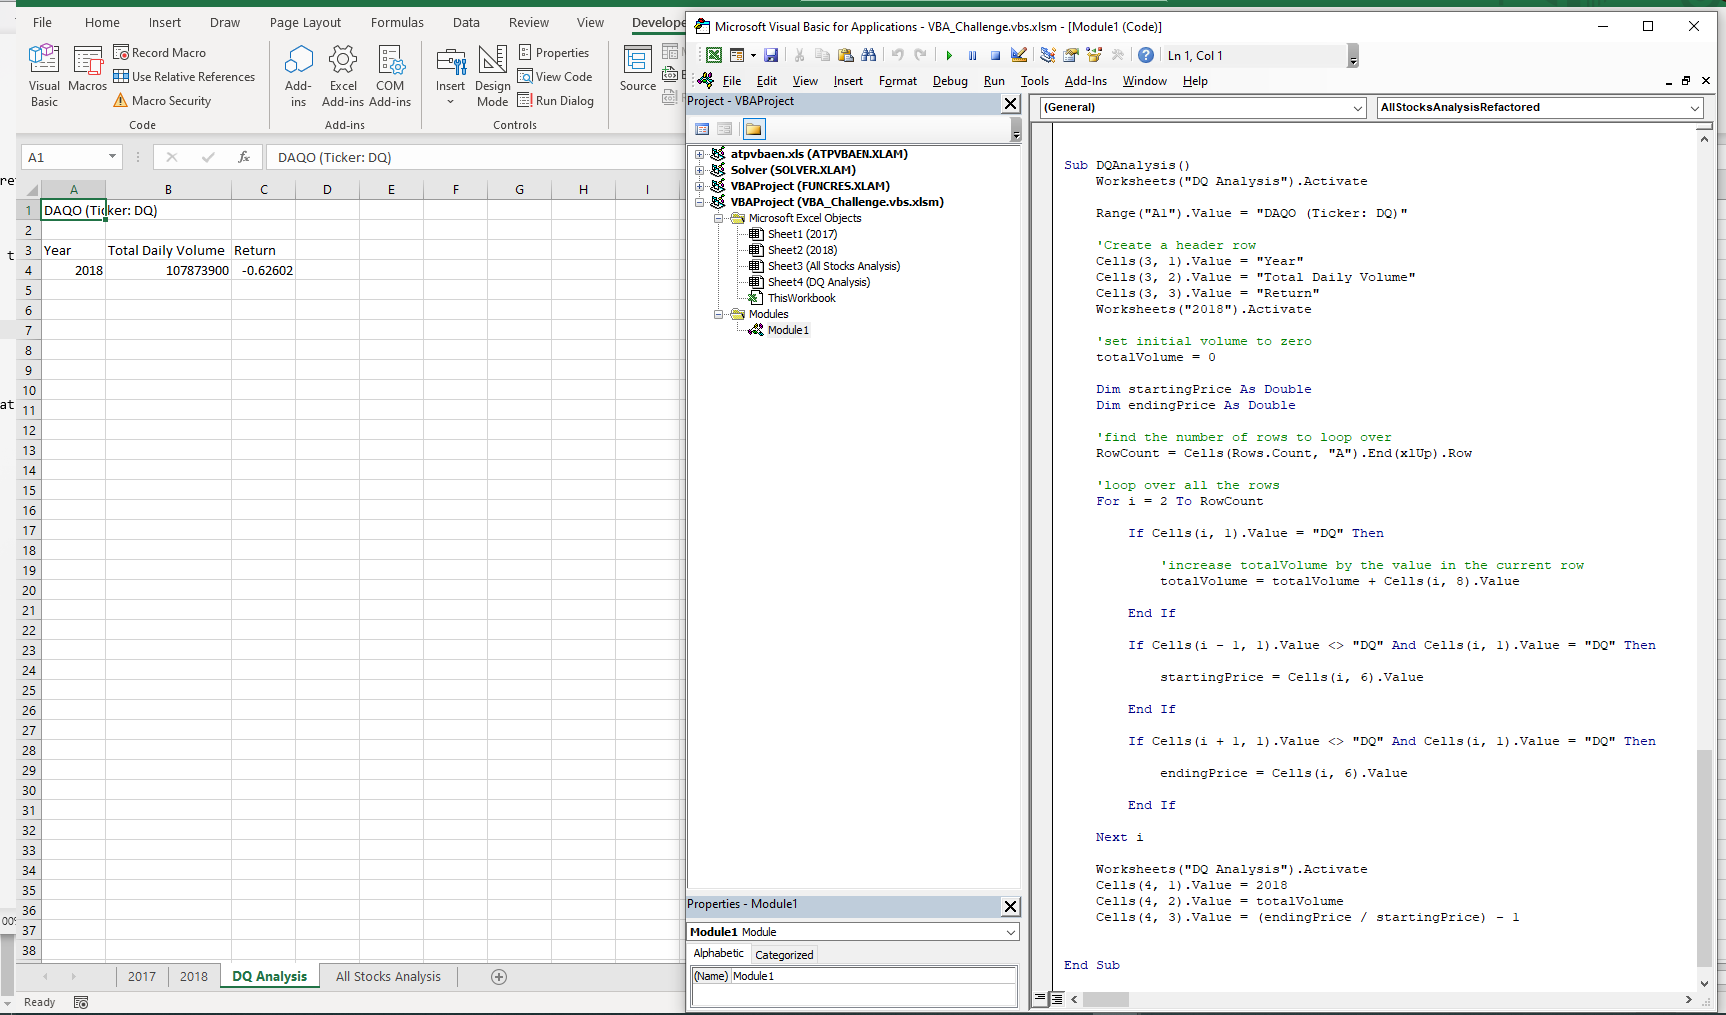 File Home Insert Draw Page Layout Formulas Data Review View Develope
Visual Basic
Macros
Record Macro
Use Relative References
Macro Security
Code
Add-ins
Excel Add-ins
COM Add-ins
Add-ins
Insert
Design Mode
Properties
View Code
Run Dialog
Controls
Source
A1
fx
DAQO (Ticker: DQ)
A B C D E F G H I
1 DAQO (Ticker: DQ)
2
3 Year Total Daily Volume Return
4 2018 107873900 -0.62602
5
6
7
8
9
10
11
12
13
14
15
16
17
18
19
20
21
22
23
24
25
26
27
28
29
30
31
32
33
34
35
36
37
38
2017 2018 DQ Analysis All Stocks Analysis
Ready
Microsoft Visual Basic for Applications - VBA_Challenge.vbs.xlsm - [Module1 (Code)]
Ln 1, Col 1
File Edit View Insert Format Debug Run Tools Add-Ins Window Help
Project - VBAProject
atpvbaen.xls (ATPVBAEN.XLAM)
Solver (SOLVER.XLAM)
VBAProject (FUNCRES.XLAM)
VBAProject (VBA_Challenge.vbs.xlsm)
Microsoft Excel Objects
Sheet1 (2017)
Sheet2 (2018)
Sheet3 (All Stocks Analysis)
Sheet4 (DQ Analysis)
ThisWorkbook
Modules
Module1
Properties - Module1
Module1 Module
Alphabetic Categorized
(Name) Module1
(General)
AllStocksAnalysisRefactored
Sub DQAnalysis()
Worksheets("DQ Analysis").Activate
Range("A1").Value = "DAQO (Ticker: DQ)"
'Create a header row
Cells(3, 1).Value = "Year"
Cells(3, 2).Value = "Total Daily Volume"
Cells(3, 3).Value = "Return"
Worksheets("2018").Activate
'set initial volume to zero
totalVolume = 0
Dim startingPrice As Double
Dim endingPrice As Double
'find the number of rows to loop over
RowCount = Cells(Rows.Count, "A").End(xlUp).Row
'loop over all the rows
For i = 2 To RowCount
If Cells(i, 1).Value = "DQ" Then
'increase totalVolume by the value in the current row
totalVolume = totalVolume + Cells(i, 8).Value
End If
If Cells(i - 1, 1).Value <> "DQ" And Cells(i, 1).Value = "DQ" Then
startingPrice = Cells(i, 6).Value
End If
If Cells(i + 1, 1).Value <> "DQ" And Cells(i, 1).Value = "DQ" Then
endingPrice = Cells(i, 6).Value
End If
Next i
Worksheets("DQ Analysis").Activate
Cells(4, 1).Value = 2018
Cells(4, 2).Value = totalVolume
Cells(4, 3).Value = (endingPrice / startingPrice) - 1
End Sub